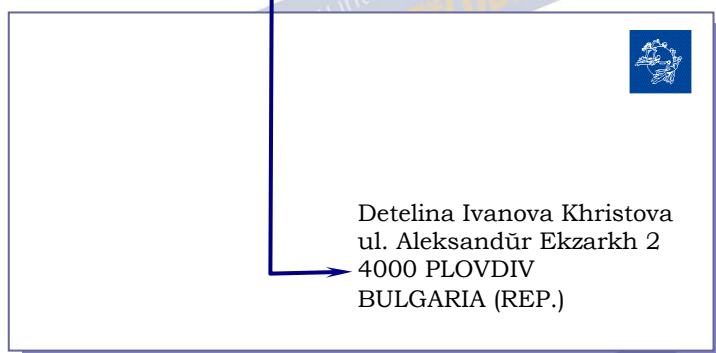 Detelina Ivanova Khristova
ul. Aleksandŭr Ekzarkh 2
4000 PLOVDIV
BULGARIA (REP.)